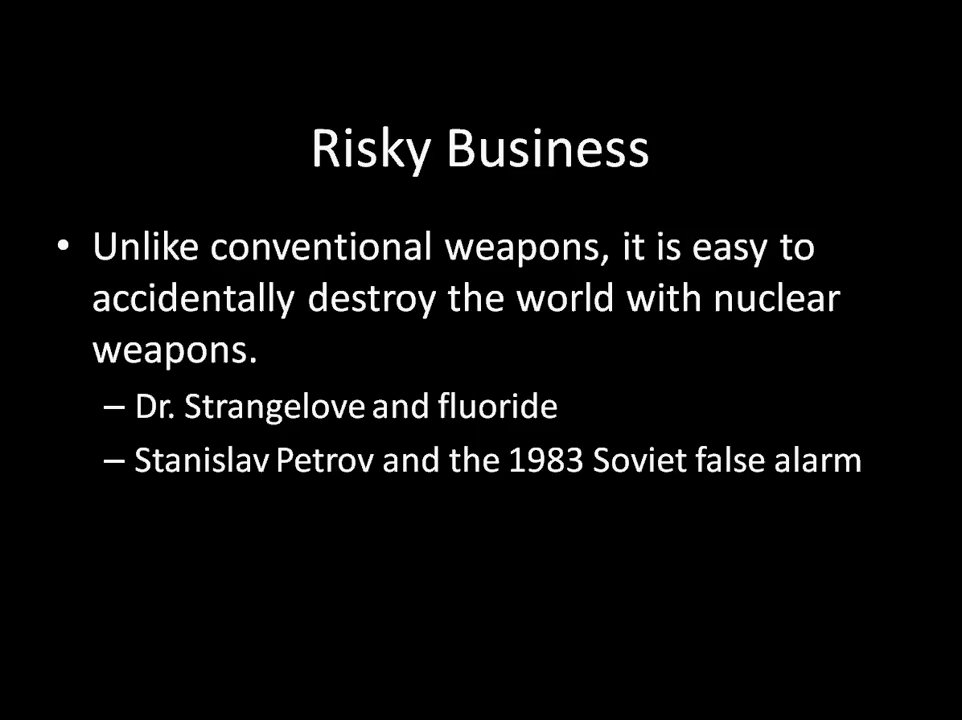 Risky Business
• Unlike conventional weapons, it is easy to
accidentally destroy the world with nuclear
weapons.
– Dr. Strangelove and fluoride
– Stanislav Petrov and the 1983 Soviet false alarm